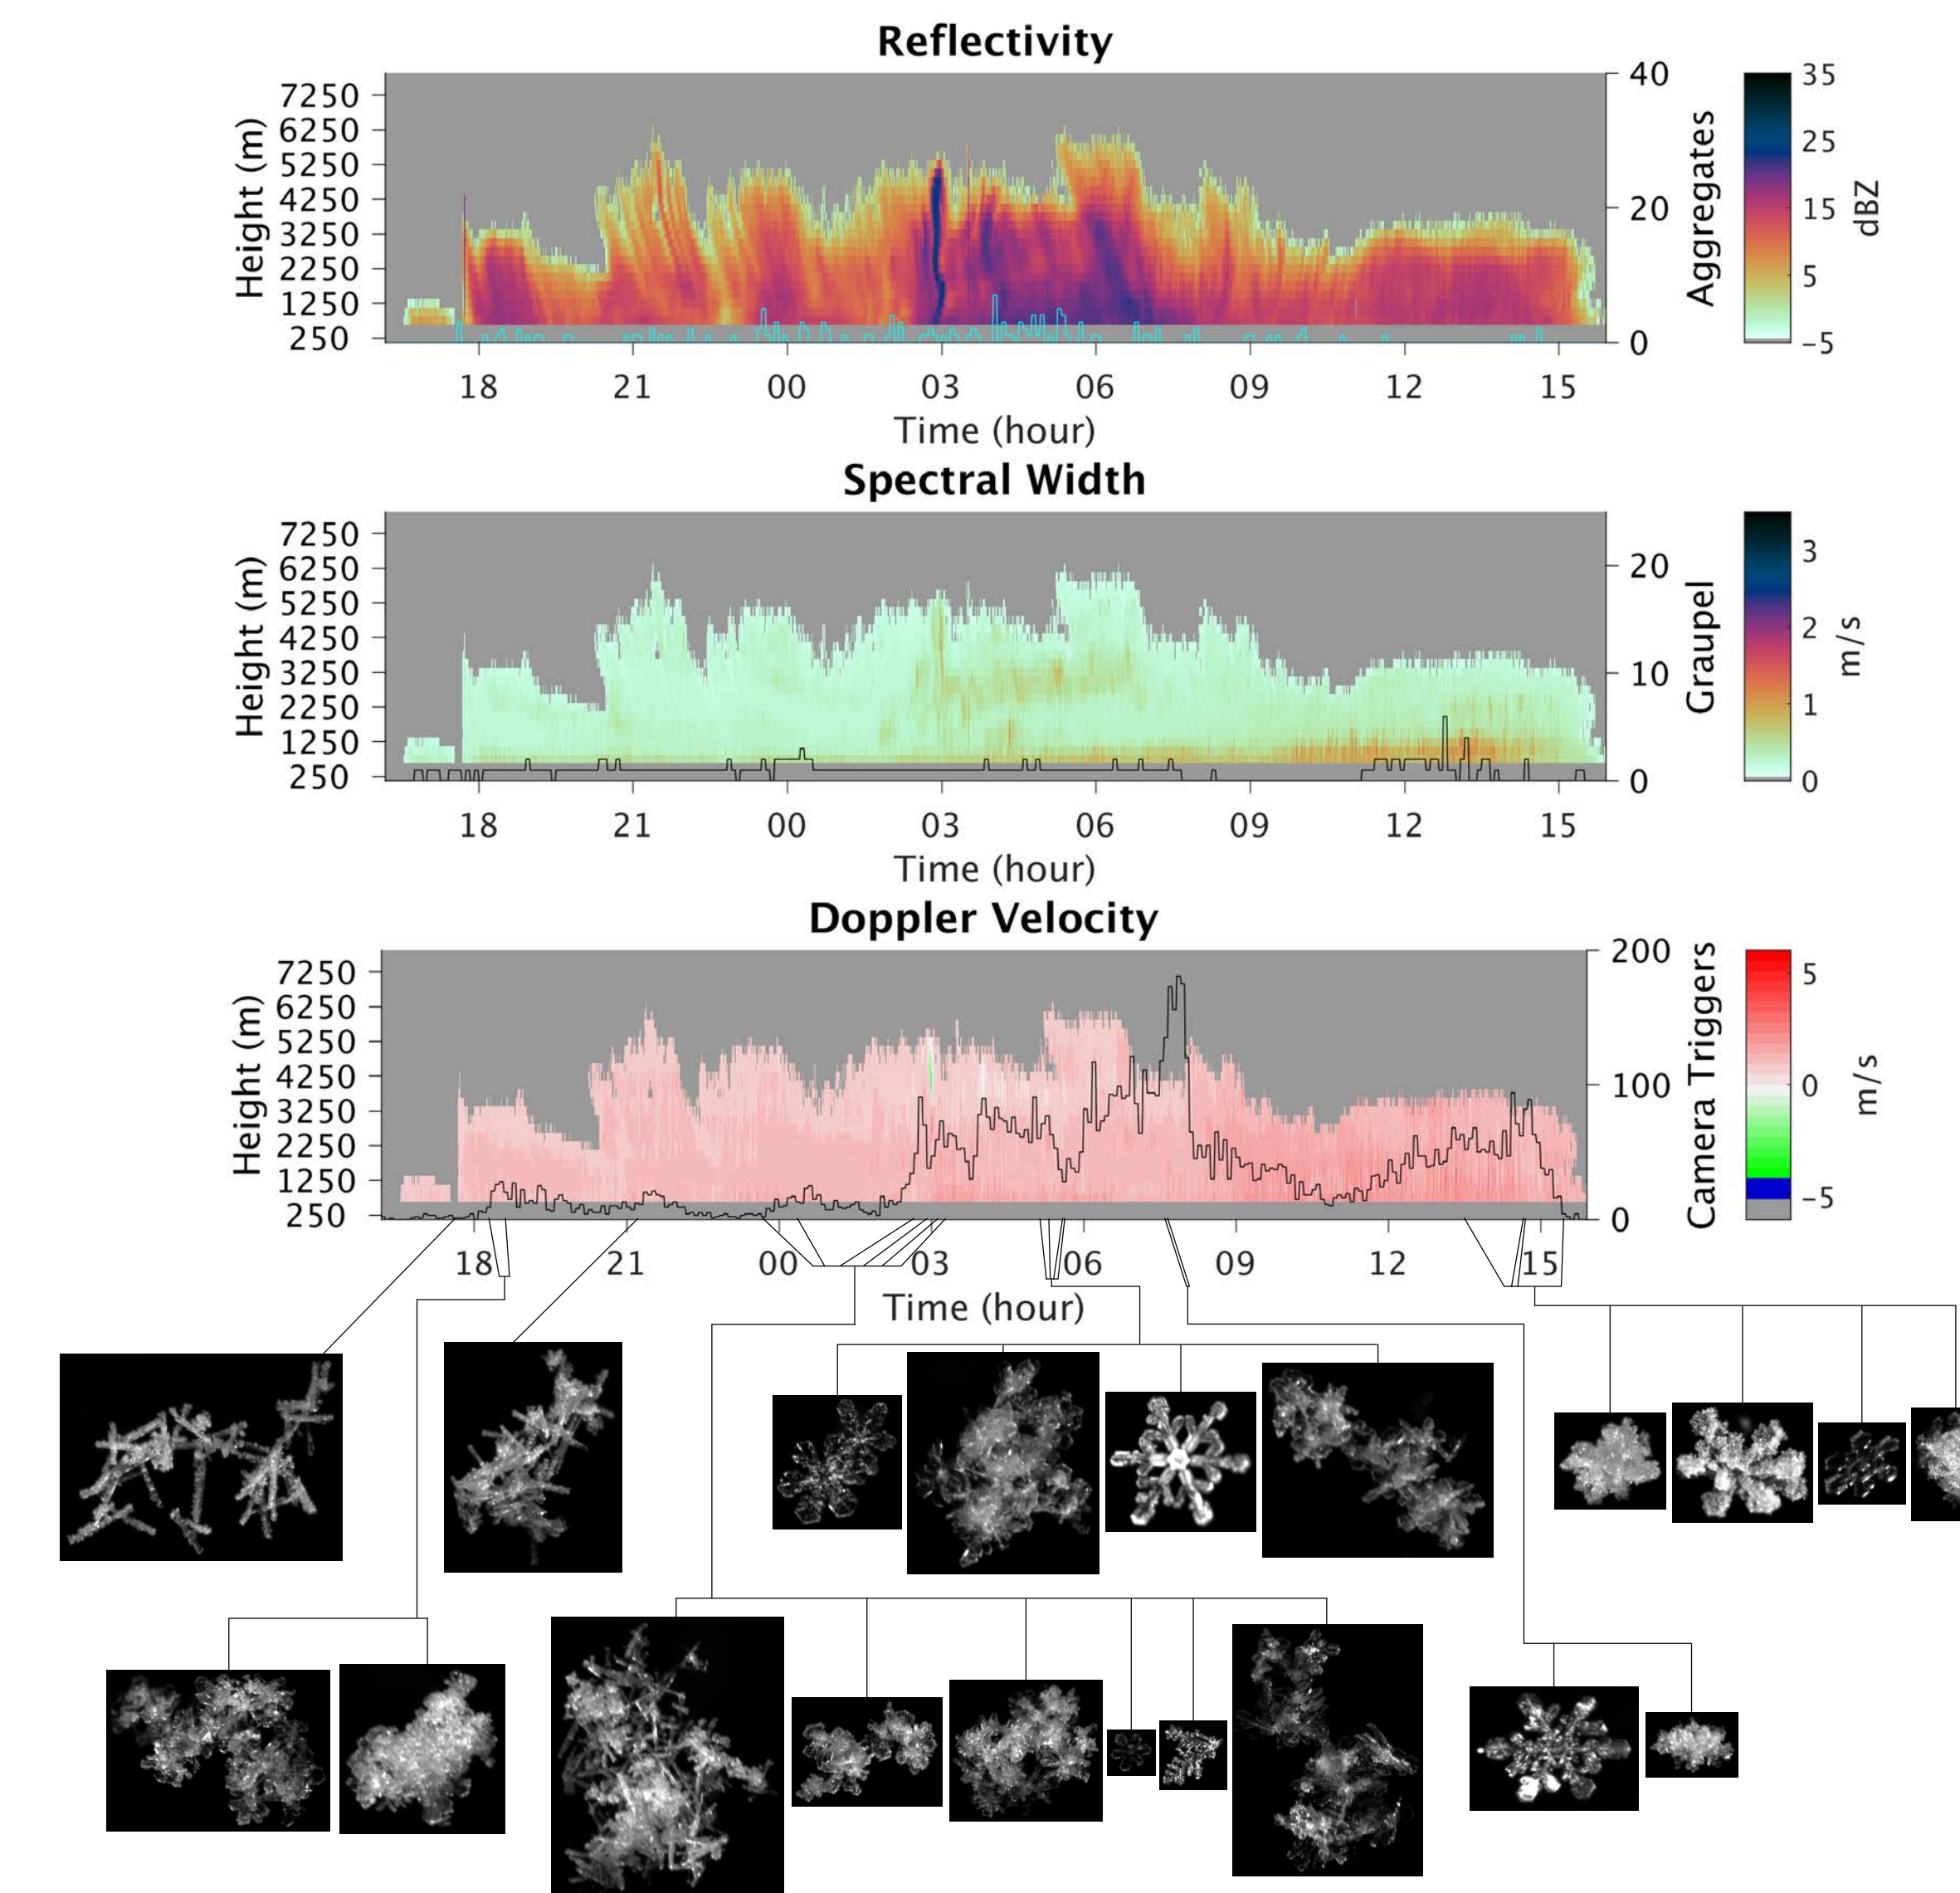 Reflectivity
7250
6250
5250
4250
3250
2250
1250
250
Height (m)
40
20
0
Aggregates
35
25
15
5
−5
dBZ
18 21 00 03 06 09 12 15
Time (hour)
Spectral Width
7250
6250
5250
4250
3250
2250
1250
250
Height (m)
20
10
0
Graupel
3
2
1
0
m/s
18 21 00 03 06 09 12 15
Time (hour)
Doppler Velocity
7250
6250
5250
4250
3250
2250
1250
250
Height (m)
200
100
0
Camera Triggers
5
0
−5
m/s
18 21 00 03 06 09 12 15
Time (hour)